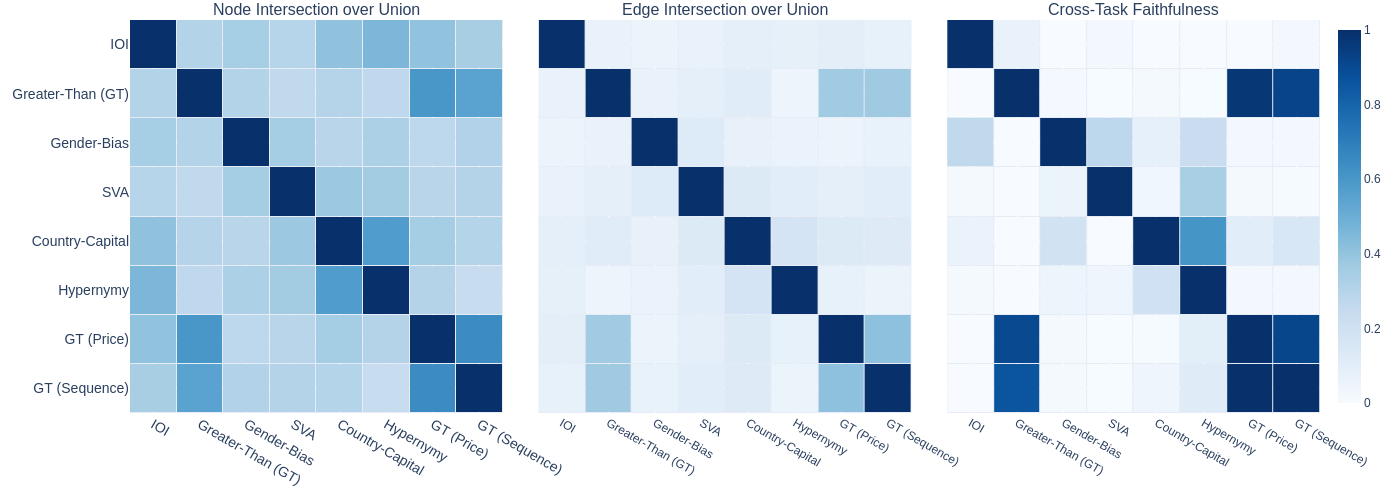 Node Intersection over Union
Edge Intersection over Union
Cross-Task Faithfulness
IOI
Greater-Than (GT)
Gender-Bias
SVA
Country-Capital
Hypernymy
GT (Price)
GT (Sequence)
IOI
Greater-Than (GT)
Gender-Bias
SVA
Country-Capital
Hypernymy
GT (Price)
GT (Sequence)
IOI
Greater-Than (GT)
Gender-Bias
SVA
Country-Capital
Hypernymy
GT (Price)
GT (Sequence)
IOI
Greater-Than (GT)
Gender-Bias
SVA
Country-Capital
Hypernymy
GT (Price)
GT (Sequence)
1
0.8
0.6
0.4
0.2
0